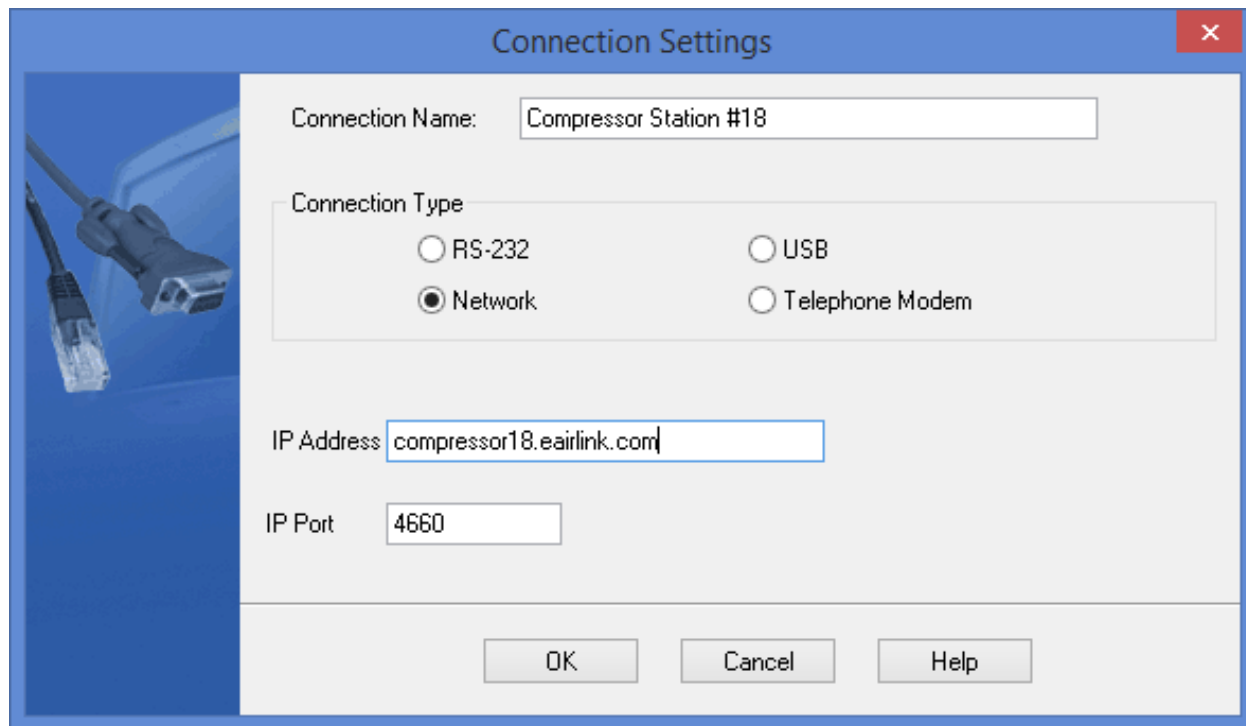 Connection Settings
Connection Name: Compressor Station #18
Connection Type
RS-232 USB
Network Telephone Modem
IP Address compressor18.eairlink.com
IP Port 4660
OK Cancel Help